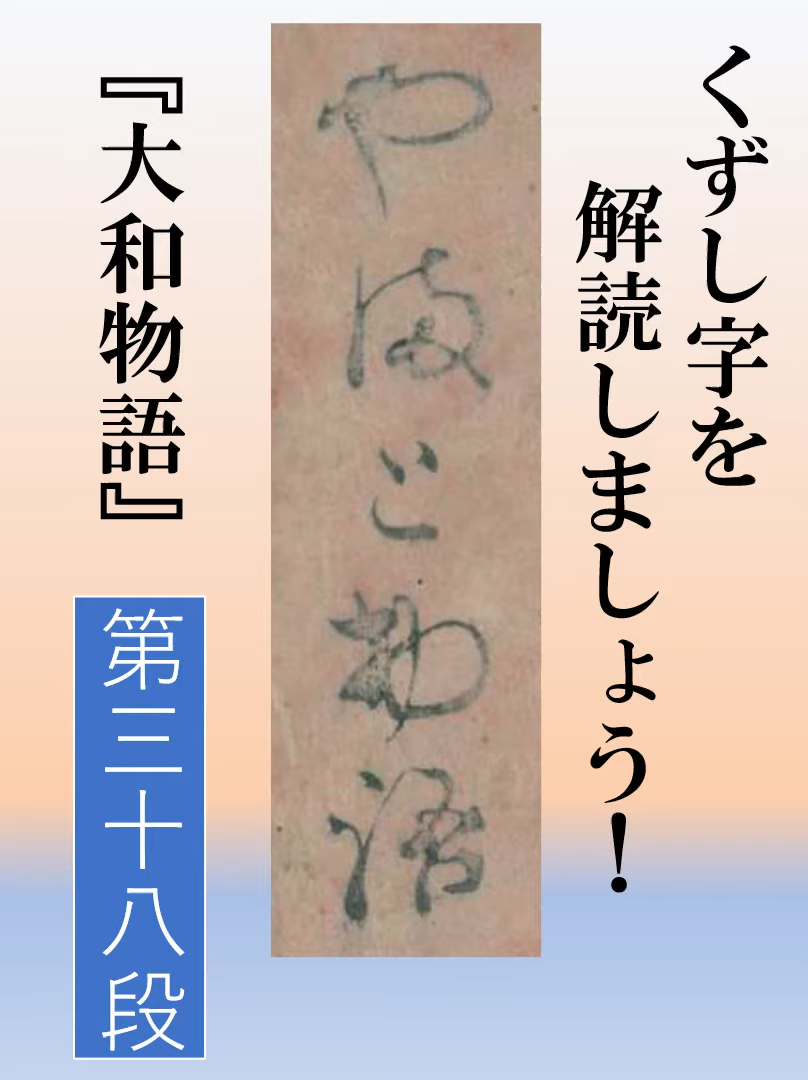 くずし字を
解読しましょう！
やまと物語
『大和物語』
第三十八段